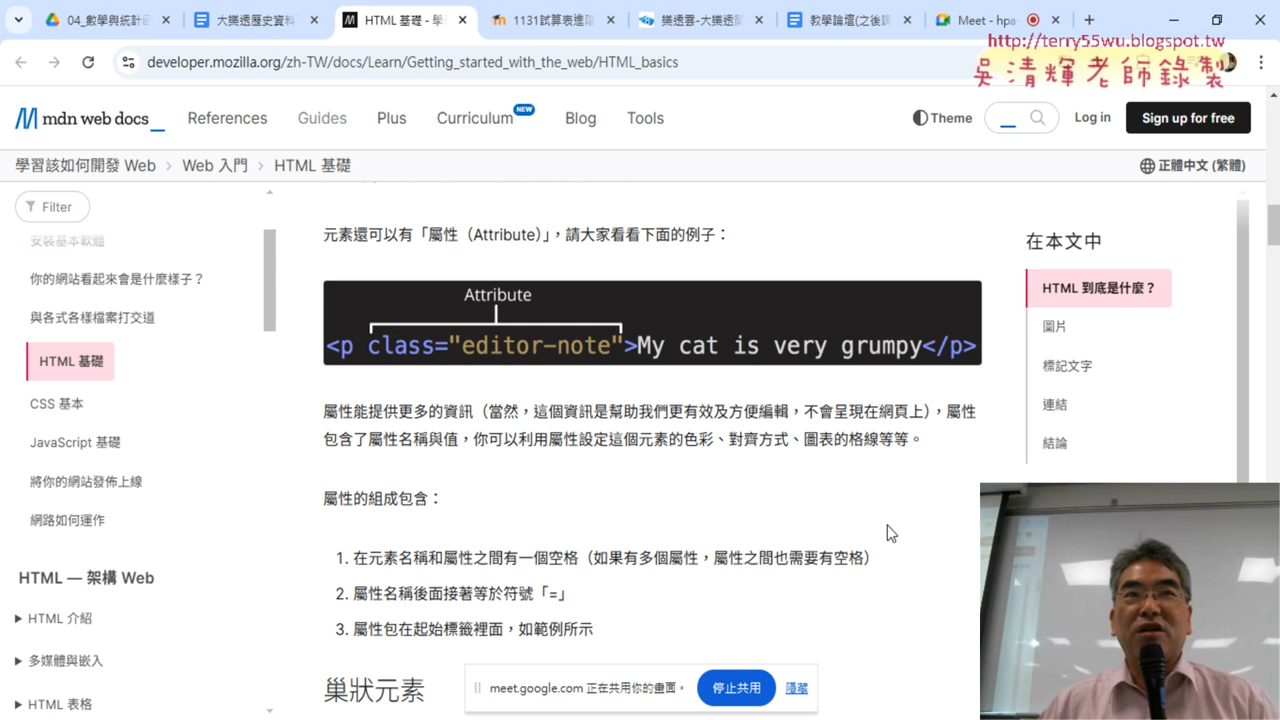 04_數學與統計函
大樂透歷史資料
HTML 基礎 - 學
1131試算表進階
樂透雲-大樂透開
教學論壇(之後課
Meet - hpa
http://terry55wu.blogspot.tw
developer.mozilla.org/zh-TW/docs/Learn/Getting_started_with_the_web/HTML_basics
吳清輝老師錄製
mdn web docs
References
Guides
Plus
Curriculum
NEW
Blog
Tools
Theme
Log in
Sign up for free
學習該如何開發 Web
Web 入門
HTML 基礎
正體中文 (繁體)
Filter
安裝基本軟體
你的網站看起來會是什麼樣子？
與各式各樣檔案打交道
HTML 基礎
CSS 基本
JavaScript 基礎
將你的網站發佈上線
網路如何運作
HTML — 架構 Web
HTML 介紹
多媒體與嵌入
HTML 表格
元素還可以有「屬性（Attribute）」，請大家看看下面的例子：
Attribute
<p class="editor-note">My cat is very grumpy</p>
屬性能提供更多的資訊（當然，這個資訊是幫助我們更有效及方便編輯，不會呈現在網頁上），屬性
包含了屬性名稱與值，你可以利用屬性設定這個元素的色彩、對齊方式、圖表的格線等等。
屬性的組成包含：
1. 在元素名稱和屬性之間有一個空格（如果有多個屬性，屬性之間也需要有空格）
2. 屬性名稱後面接著等於符號「=」
3. 屬性包在起始標籤裡面，如範例所示
巢狀元素
在本文中
HTML 到底是什麼？
圖片
標記文字
連結
結論
meet.google.com 正在共用你的畫面。
停止共用
隱藏